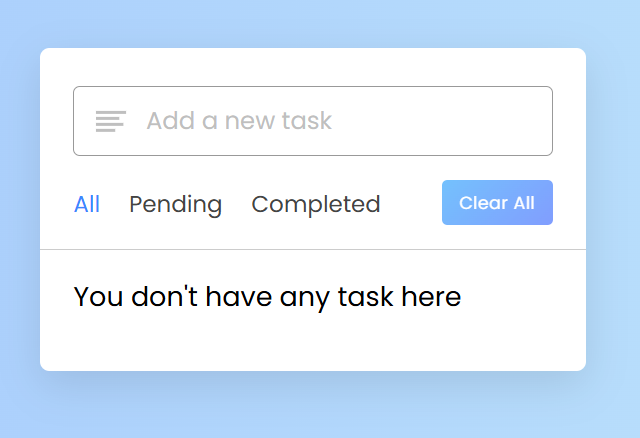 Add a new task
All Pending Completed Clear All
You don't have any task here